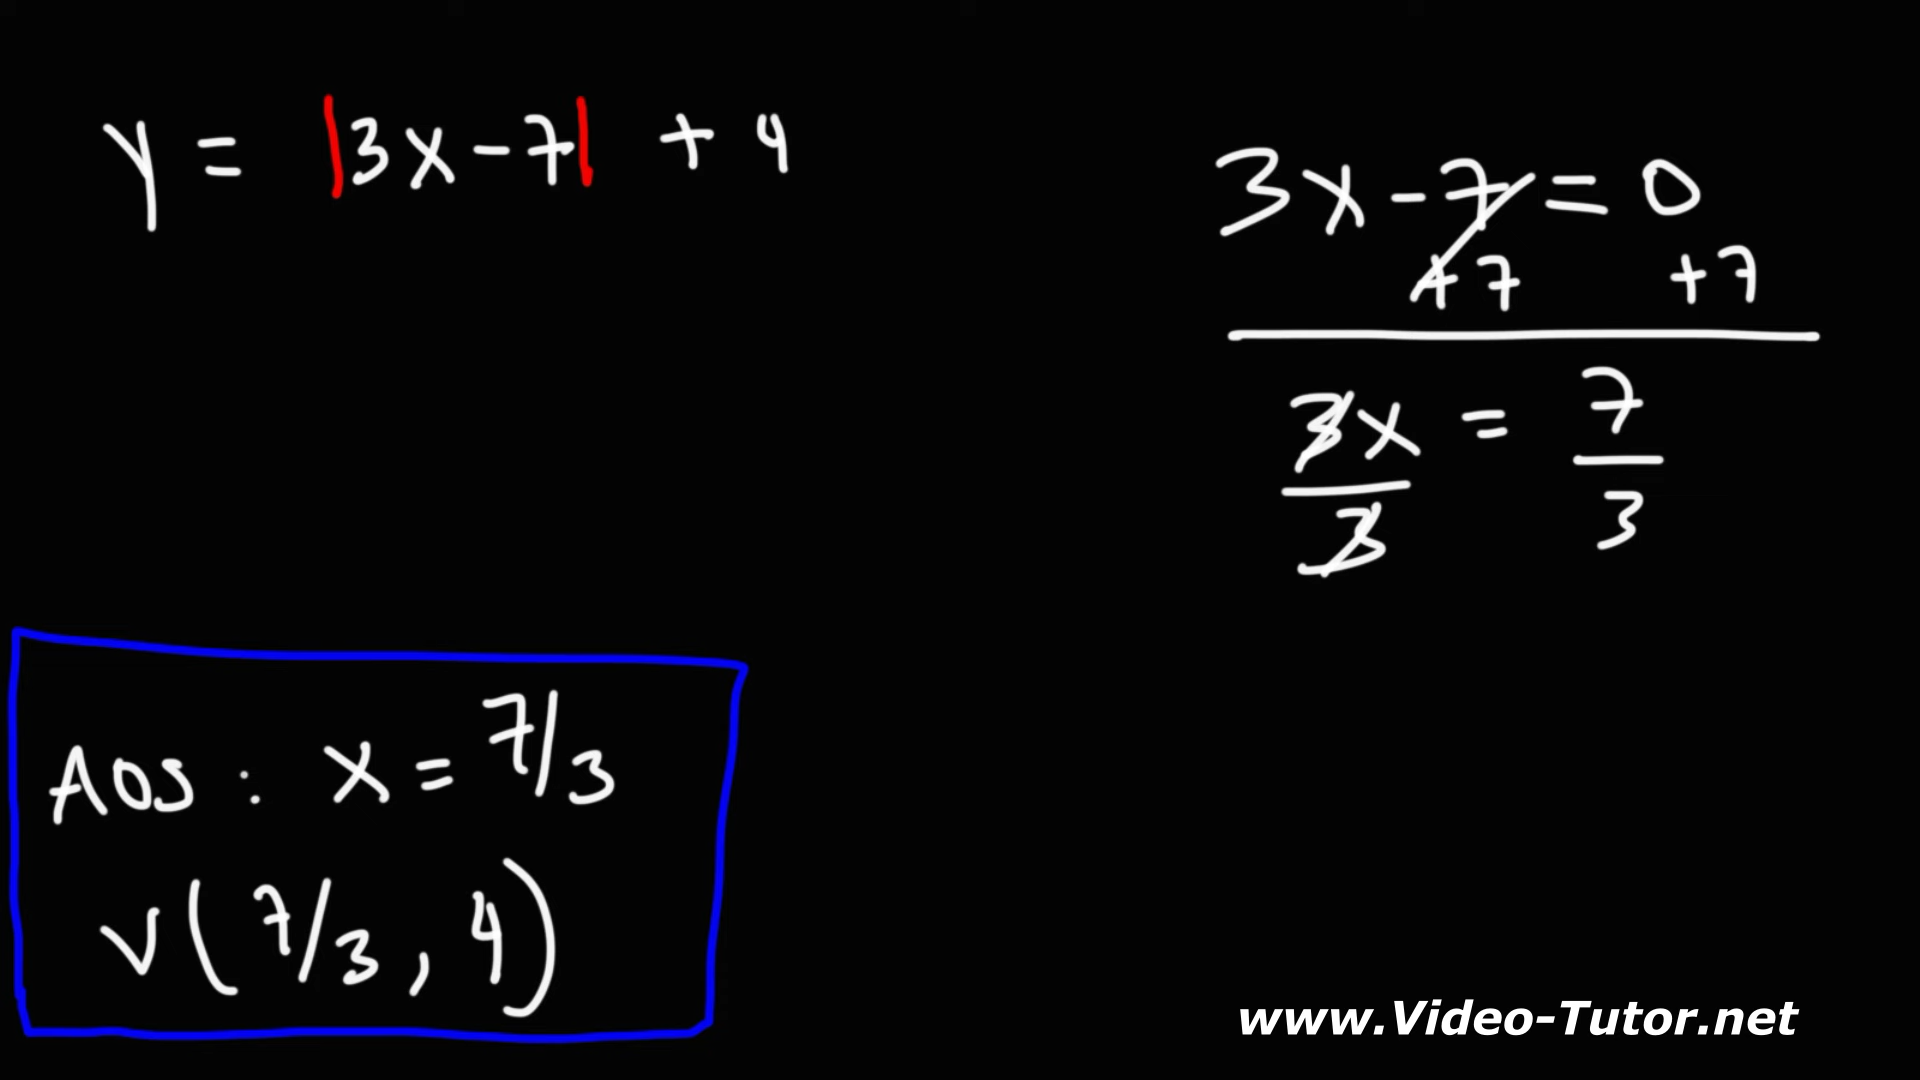 y = |3x-7| + 4
3x-7=0
+7 +7
3x = 7
3 3
AOS : x = 7/3
V(7/3, 4)
www.Video-Tutor.net